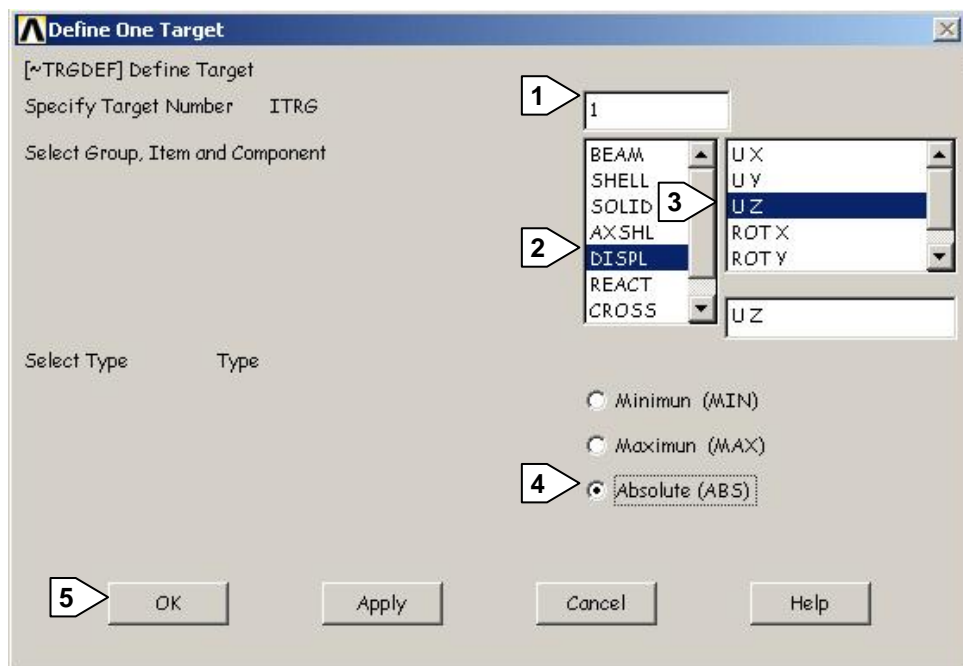 Define One Target
[~TRGDEF] Define Target
Specify Target Number ITRG
1
1
Select Group, Item and Component
BEAM
SHELL
SOLID
AXSHL
DISPL
REACT
CROSS
2
3
UX
UY
UZ
ROTX
ROTY
UZ
Select Type Type
Minimun (MIN)
Maximun (MAX)
4
Absolute (ABS)
5
OK
Apply
Cancel
Help